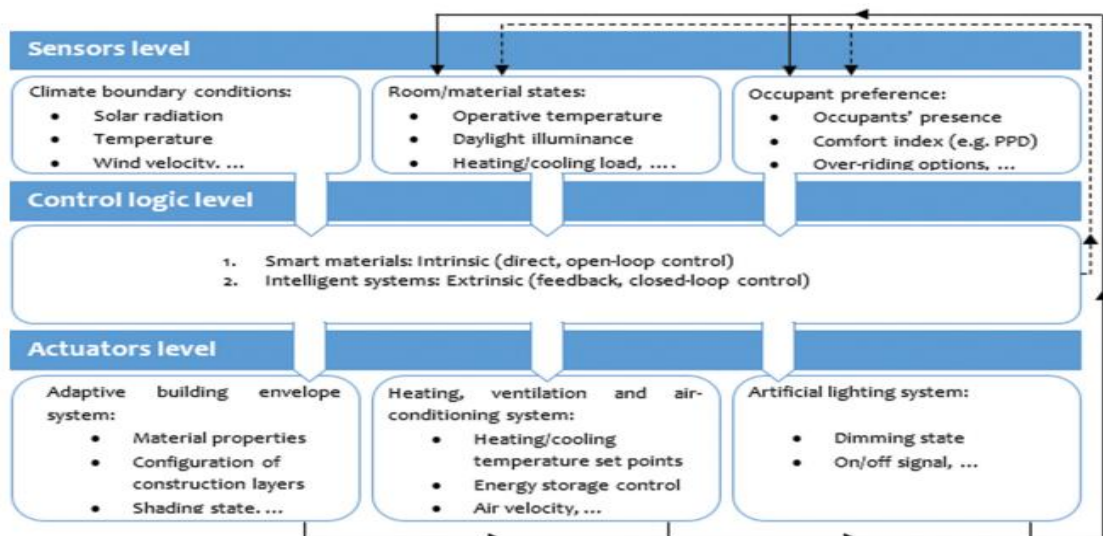 Sensors level
Climate boundary conditions:
• Solar radiation
• Temperature
• Wind velocity, ...
Room/material states:
• Operative temperature
• Daylight illuminance
• Heating/cooling load, ....
Occupant preference:
• Occupants' presence
• Comfort index (e.g. PPD)
• Over-riding options, ...
Control logic level
1. Smart materials: Intrinsic (direct, open-loop control)
2. Intelligent systems: Extrinsic (feedback, closed-loop control)
Actuators level
Adaptive building envelope
system:
• Material properties
• Configuration of
construction layers
• Shading state, ...
Heating, ventilation and air-
conditioning system:
• Heating/cooling
temperature set points
• Energy storage control
• Air velocity, ...
Artificial lighting system:
• Dimming state
• On/off signal, ...